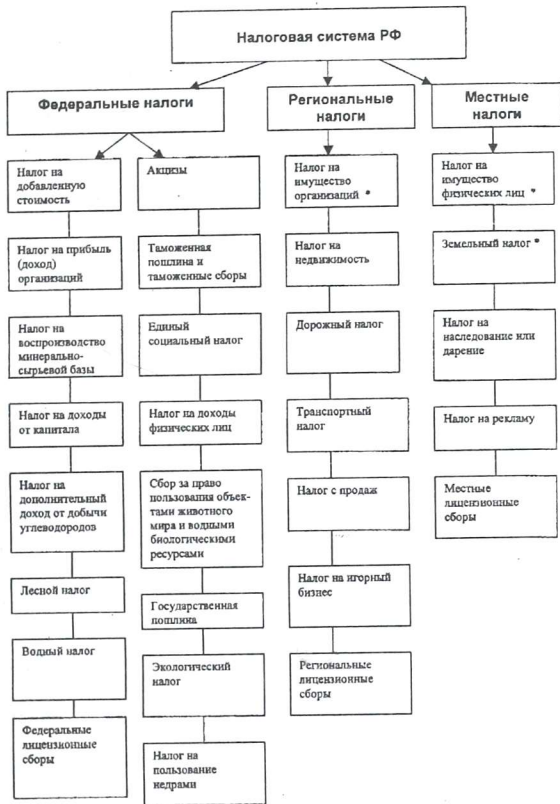 Налоговая система РФ
Федеральные налоги
Региональные
налоги
Местные
налоги
Налог на
добавленную
стоимость
Налог на прибыль
(доход)
организаций
Налог на
воспроизводство
минерально-
сырьевой базы
Налог на доходы
от капитала
Налог на
дополнительный
доход от добычи
углеводородов
Лесной налог
Водный налог
Федеральные
лицензионные
сборы
Акцизы
Таможенная
пошлина и
таможенные сборы
Единый
социальный налог
Налог на доходы
физических лиц
Сбор за право
пользования объек-
тами животного
мира и водными
биологическими
ресурсами
Государственная
пошлина
Экологический
налог
Налог на
пользование
недрами
Налог на
имущество
организаций *
Налог на
недвижимость
Дорожный налог
Транспортный
налог
Налог с продаж
Налог на игорный
бизнес
Региональные
лицензионные
сборы
Налог на
имущество
физических лиц *
Земельный налог *
Налог на
наследование или
дарение
Налог на рекламу
Местные
лицензионные
сборы